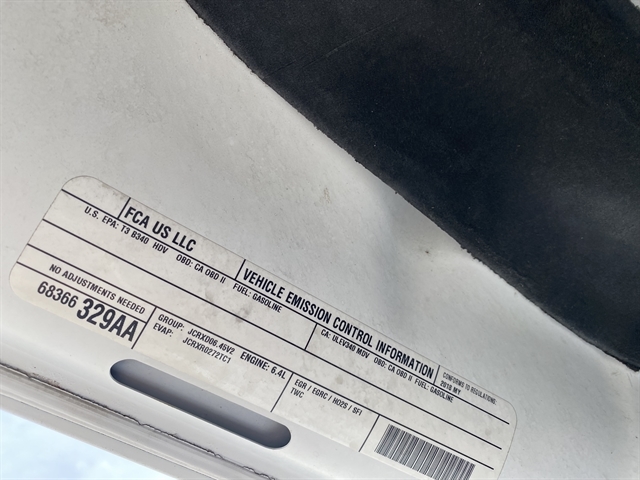 FCA US LLC
VEHICLE EMISSION CONTROL INFORMATION
CONFORMS TO REGULATIONS:
2018 MY
U.S. EPA: T3 B340 HDV OBD: CA OBD II FUEL: GASOLINE
CA: ULEV340 MDV OBD: CA OBD II FUEL: GASOLINE
NO ADJUSTMENTS NEEDED
68366 329AA
GROUP: JCRXD06.45V2 ENGINE: 6.4L
EVAP: JCRXR0272TC1
EGR / EGRC / HO2S / SFI
TWC